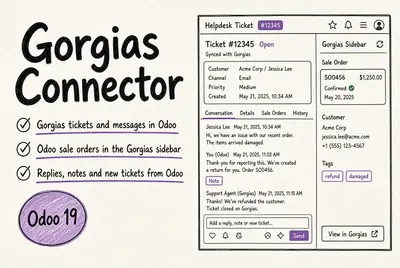 Gorgias
Connector
Gorgias tickets and messages in Odoo
Odoo sale orders in the Gorgias sidebar
Replies, notes and new tickets from Odoo
Odoo 19
Helpdesk Ticket #12345
Ticket #12345 Open
Synced with Gorgias
Customer Acme Corp / Jessica Lee
Channel Email
Priority Medium
Created May 21, 2025, 10:34 AM
Conversation Details Sale Orders History
Jessica Lee May 21, 2025, 10:34 AM
Hi, we have an issue with our recent order.
The items arrived damaged.
You (Odoo) May 21, 2025, 11:02 AM
Thank you for reporting this. We've created
a return for you. Order SO0456.
Note
Support Agent (Gorgias) May 21, 2025, 11:15 AM
Thanks! We've refunded the customer.
Ticket closed on Gorgias.
Add a reply, note or new ticket...
Send
Gorgias Sidebar
Sale Order
SO0456 $1,250.00
Confirmed
May 20, 2025
Customer
Acme Corp
jessica.lee@acme.com
+1 (555) 123-4567
Tags
refund damaged
View in Gorgias